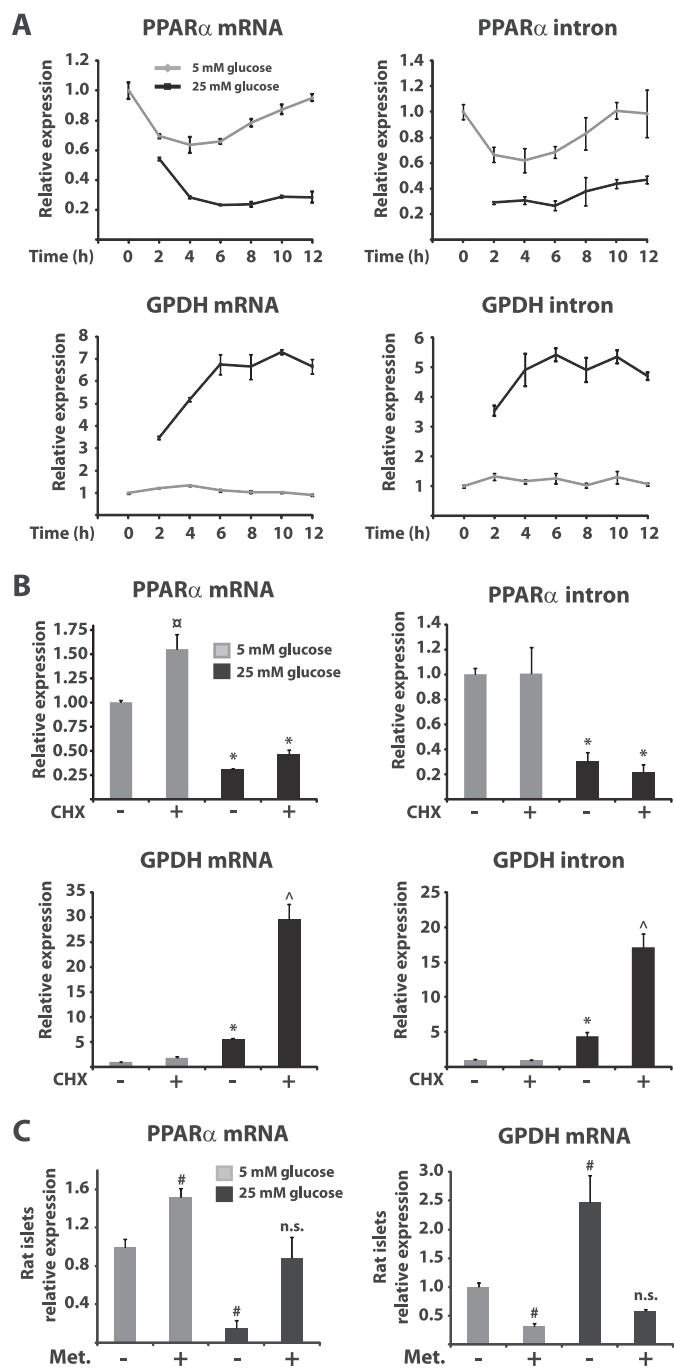 A
PPARα mRNA
PPARα intron
Relative expression
1.2
1.0
0.8
0.6
0.4
0.2
5 mM glucose
25 mM glucose
Time (h)
0 2 4 6 8 10 12
Relative expression
1.4
1.2
1.0
0.8
0.6
0.4
0.2
0 2 4 6 8 10 12
GPDH mRNA
GPDH intron
Relative expression
8
7
6
5
4
3
2
1
Time (h)
0 2 4 6 8 10 12
Relative expression
6
5
4
3
2
1
Time (h)
0 2 4 6 8 10 12
B
PPARα mRNA
PPARα intron
Relative expression
1.75
1.50
1.25
1.00
0.75
0.50
0.25
¤
* *
5 mM glucose
25 mM glucose
CHX - + - +
Relative expression
1.4
1.2
1.0
0.8
0.6
0.4
0.2
* *
- + - +
GPDH mRNA
GPDH intron
Relative expression
35
30
25
20
15
10
5
* ^
CHX - + - +
Relative expression
25
20
15
10
5
* ^
CHX - + - +
C
PPARα mRNA
GPDH mRNA
Rat islets
relative expression
1.6
1.2
0.8
0.4
# # n.s.
5 mM glucose
25 mM glucose
Met. - + - +
Rat islets
relative expression
3.0
2.5
2.0
1.5
1.0
0.5
# # n.s.
Met. - + - +